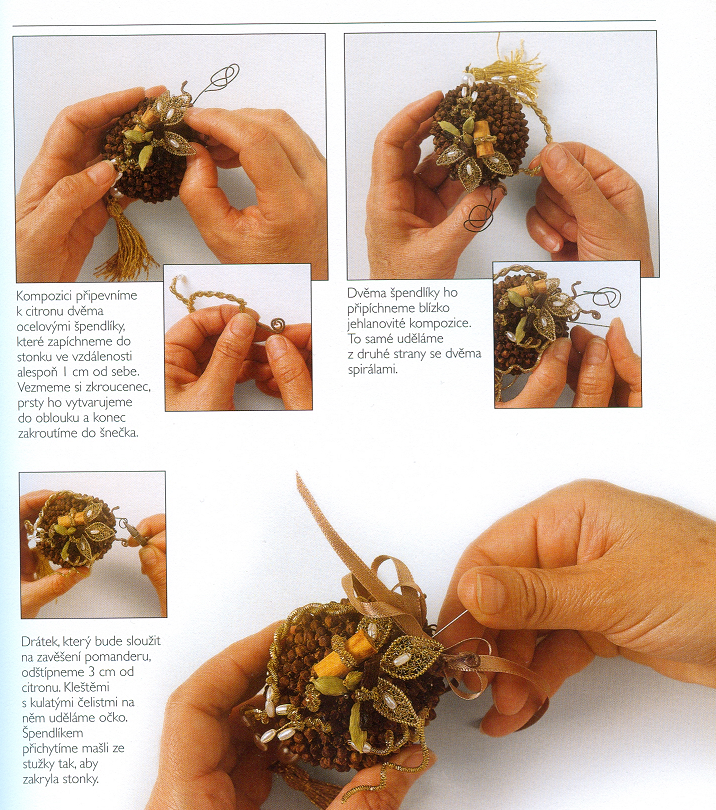 Kompozici připevníme
k citronu dvěma
ocelovými špendlíky,
které zapíchneme do
stonku ve vzdálenosti
alespoň 1 cm od sebe.
Vezmeme si zkroucenec,
prsty ho vytvarujeme
do oblouku a konec
zakroutíme do šnečka.
Dvěma špendlíky ho
připíchneme blízko
jehlanovité kompozice.
To samé uděláme
z druhé strany se dvěma
spirálami.
Drátek, který bude sloužit
na zavěšení pomanderu,
odštípneme 3 cm od
citronu. Kleštěmi
s kulatými čelistmi na
něm uděláme očko.
Špendlíkem
přichytíme mašli ze
stužky tak, aby
zakryla stonky.